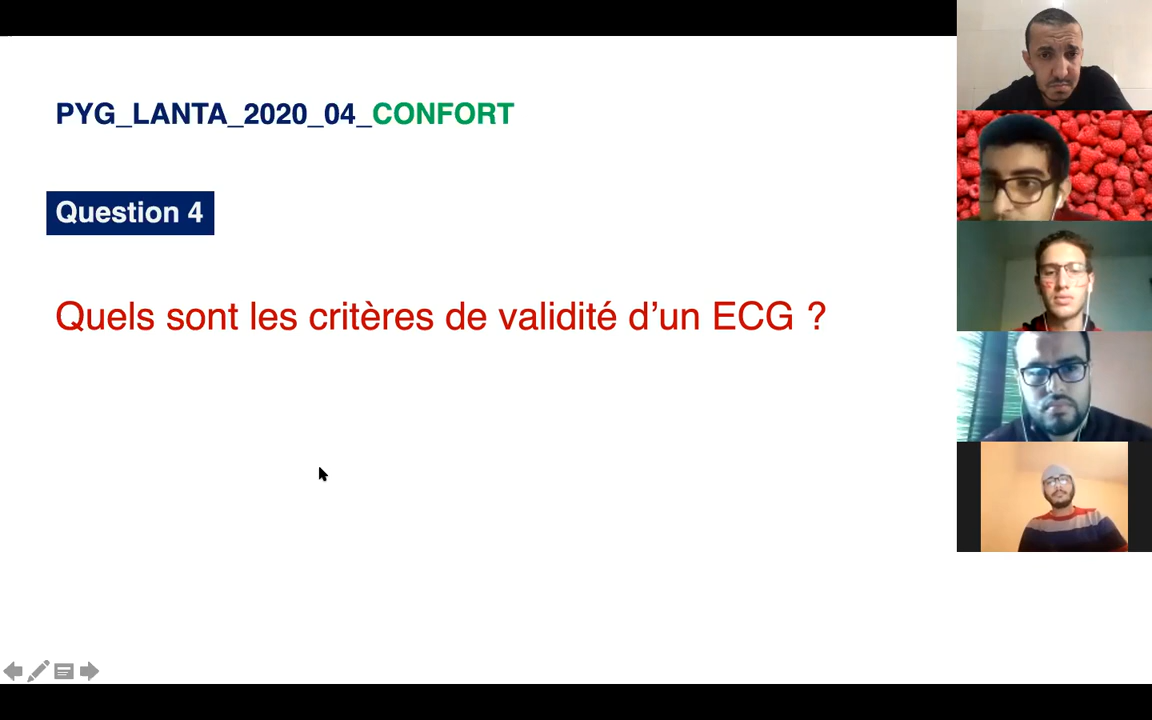 PYG_LANTA_2020_04_CONFORT
Question 4
Quels sont les critères de validité d’un ECG ?